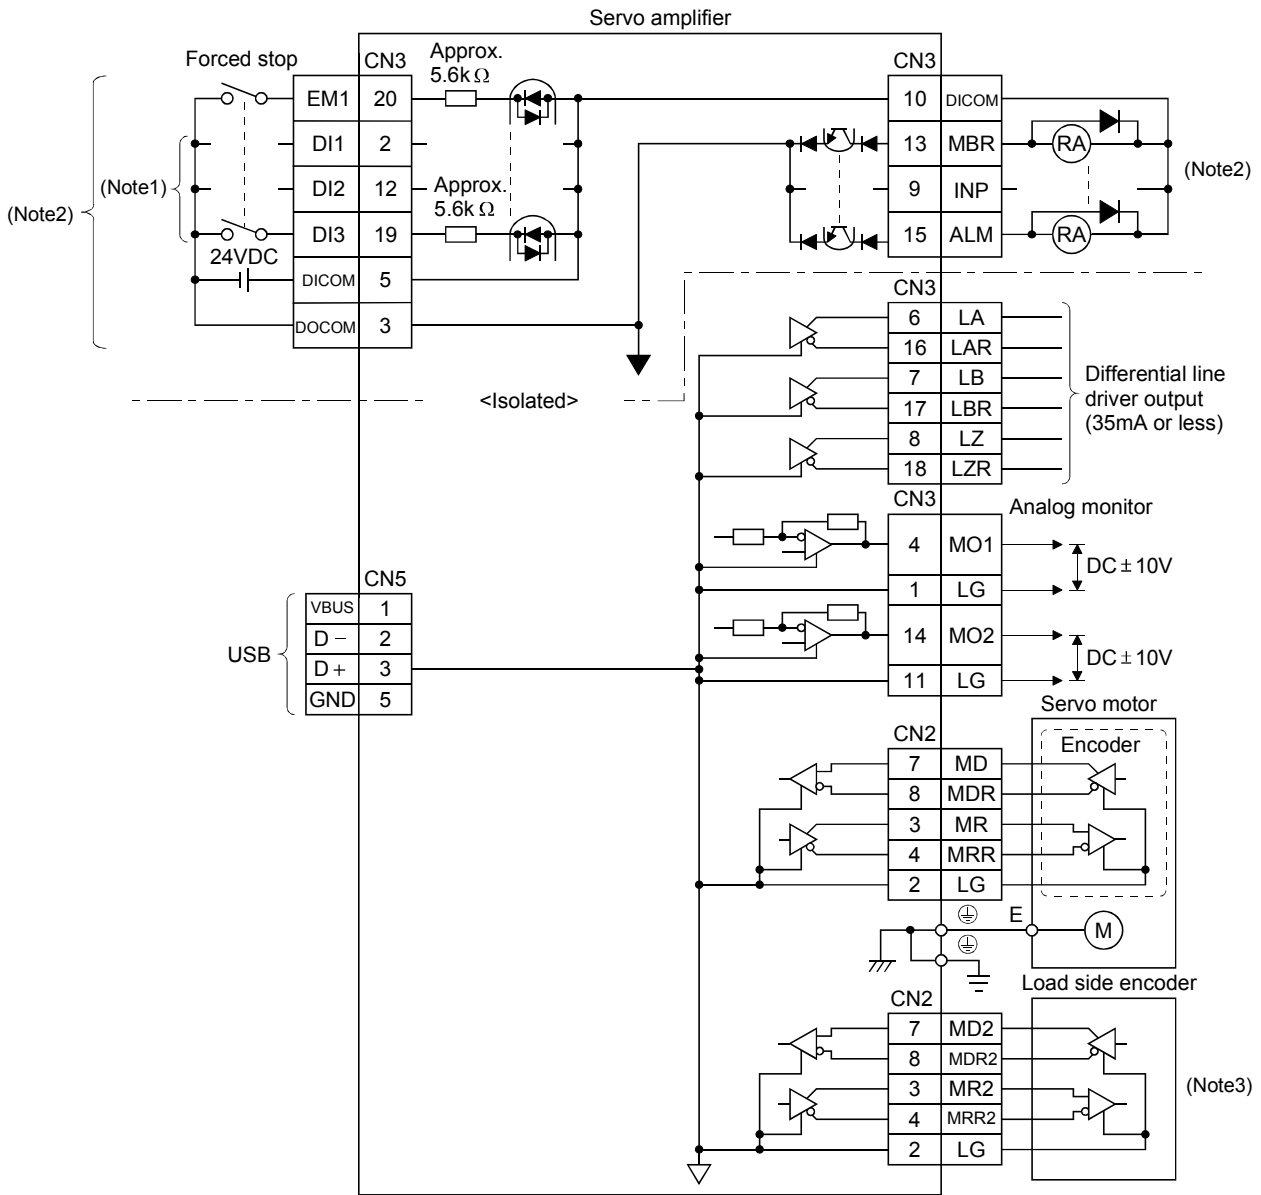 Servo amplifier
Forced stop
CN3
Approx.
5.6k Ω
CN3
EM1 20
10 DICOM
DI1 2
13 MBR RA
(Note1)
DI2 12
Approx.
5.6k Ω
9 INP
(Note2)
(Note2)
DI3 19
15 ALM RA
24VDC
DICOM 5
DOCOM 3
<Isolated>
CN3
6 LA
16 LAR
7 LB
17 LBR
8 LZ
18 LZR
Differential line
driver output
(35mA or less)
CN3
Analog monitor
4 MO1
DC ± 10V
1 LG
14 MO2
DC ± 10V
11 LG
CN5
VBUS 1
D − 2
USB
D + 3
GND 5
Servo motor
CN2
Encoder
7 MD
8 MDR
3 MR
4 MRR
2 LG
E
M
Load side encoder
CN2
7 MD2
8 MDR2
3 MR2
4 MRR2
2 LG
(Note3)